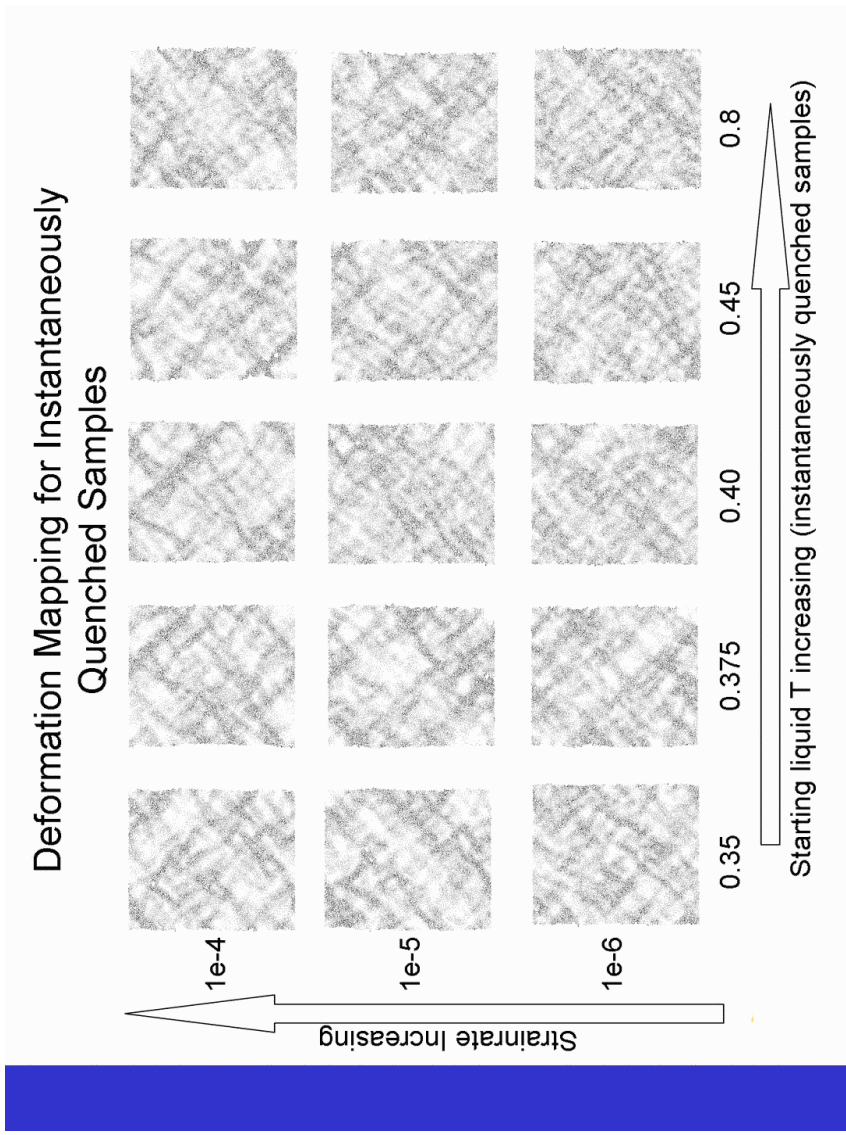 Deformation Mapping for Instantaneously
Quenched Samples
Strainrate Increasing
1e-4
1e-5
1e-6
0.35
0.375
0.40
0.45
0.8
Starting liquid T increasing (instantaneously quenched samples)